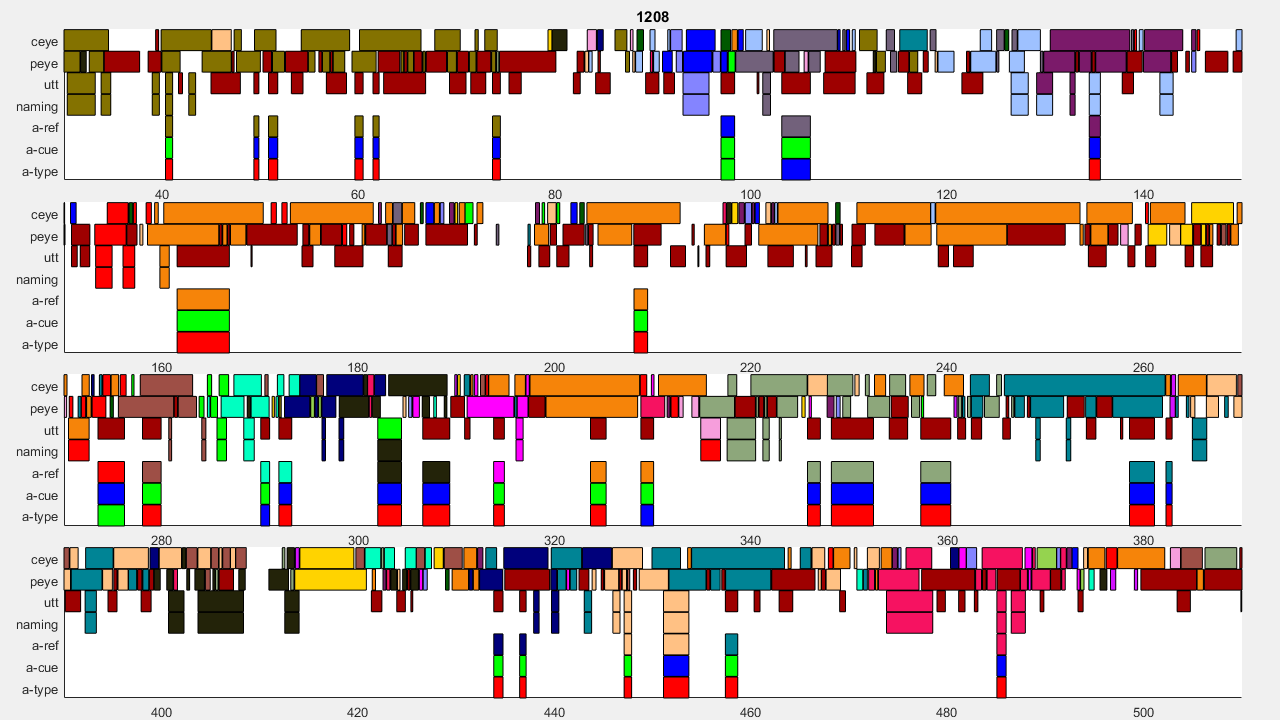 1208
ceye
peye
utt
naming
a-ref
a-cue
a-type
40 60 80 100 120 140
ceye
peye
utt
naming
a-ref
a-cue
a-type
160 180 200 220 240 260
ceye
peye
utt
naming
a-ref
a-cue
a-type
280 300 320 340 360 380
ceye
peye
utt
naming
a-ref
a-cue
a-type
400 420 440 460 480 500